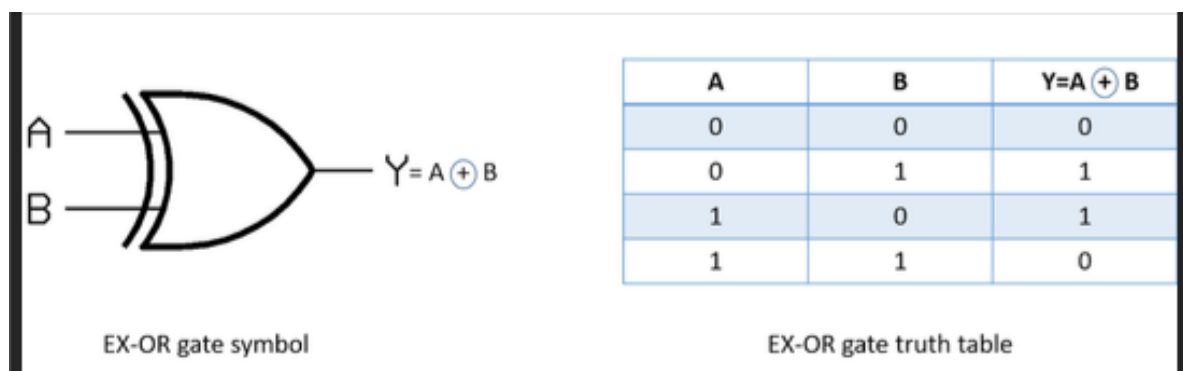 A
B
Y= A ⊕ B
A B Y=A ⊕ B
0 0 0
0 1 1
1 0 1
1 1 0
EX-OR gate symbol
EX-OR gate truth table